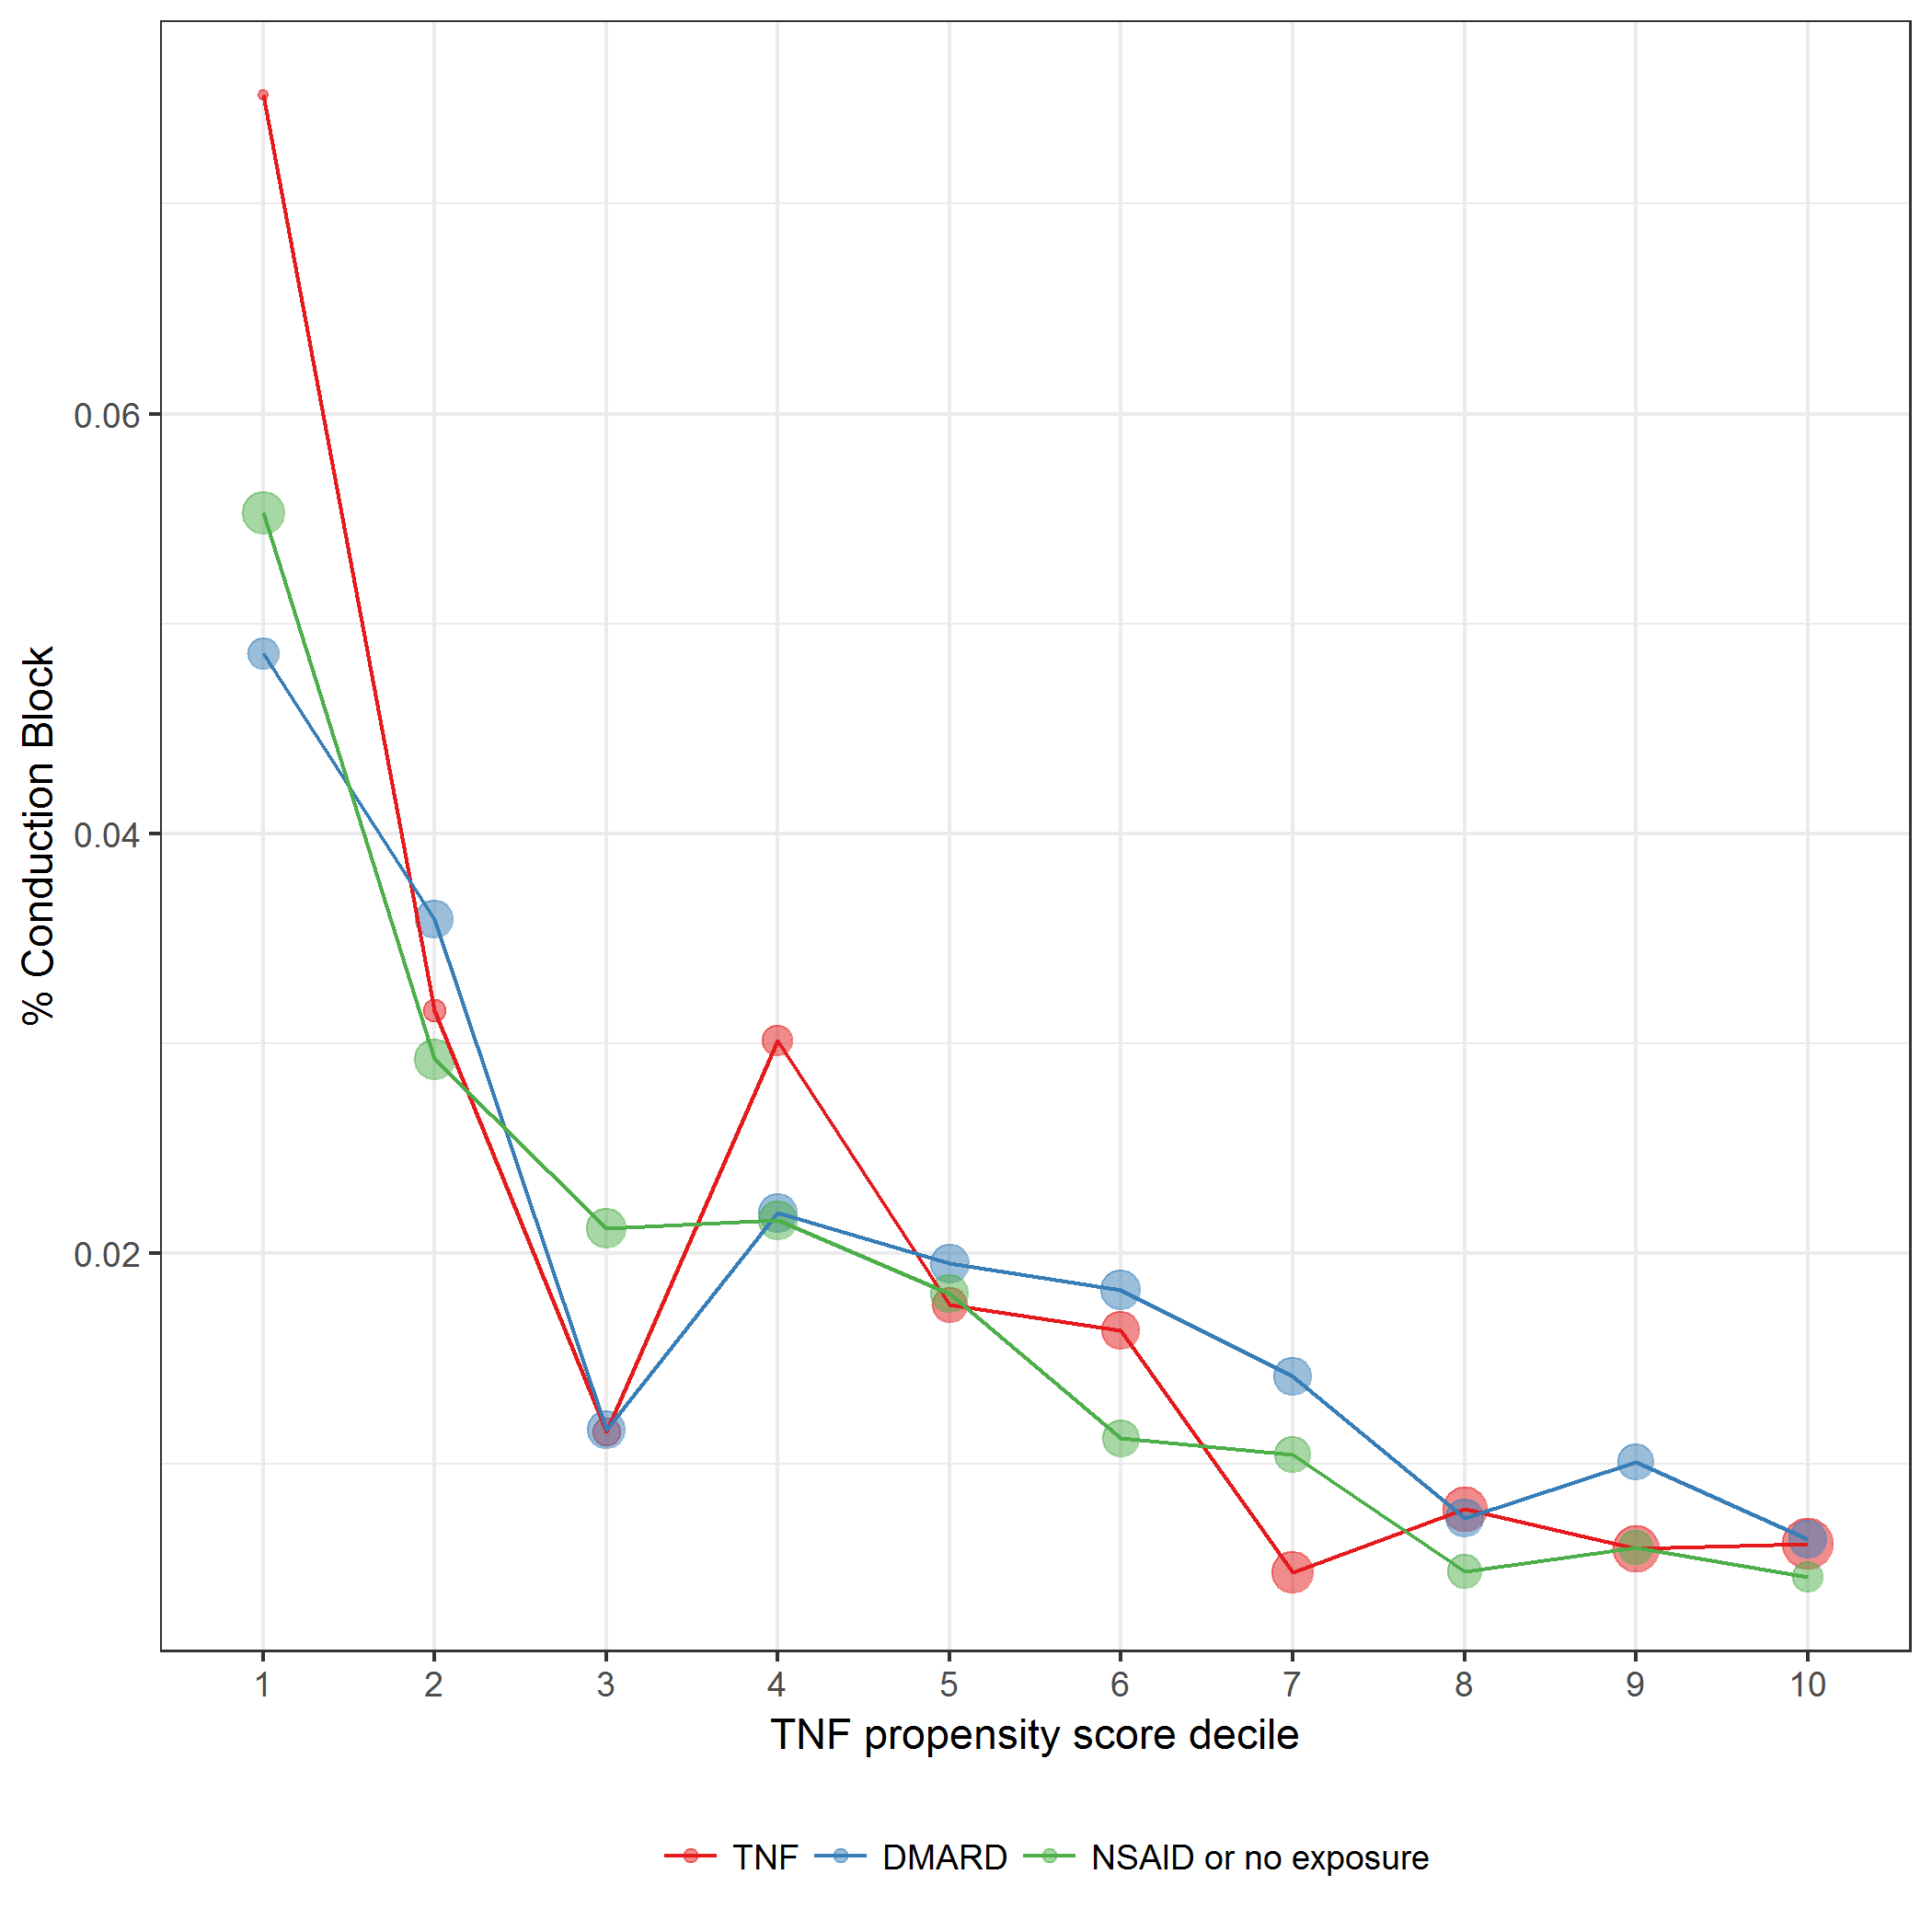 % Conduction Block
0.06
0.04
0.02
1 2 3 4 5 6 7 8 9 10
TNF propensity score decile
TNF DMARD NSAID or no exposure